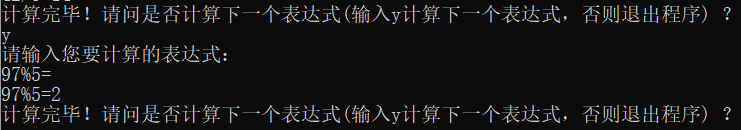 计算完毕！请问是否计算下一个表达式(输入y计算下一个表达式，否则退出程序) ？
y
请输入您要计算的表达式：
97%5=
97%5=2
计算完毕！请问是否计算下一个表达式(输入y计算下一个表达式，否则退出程序) ？